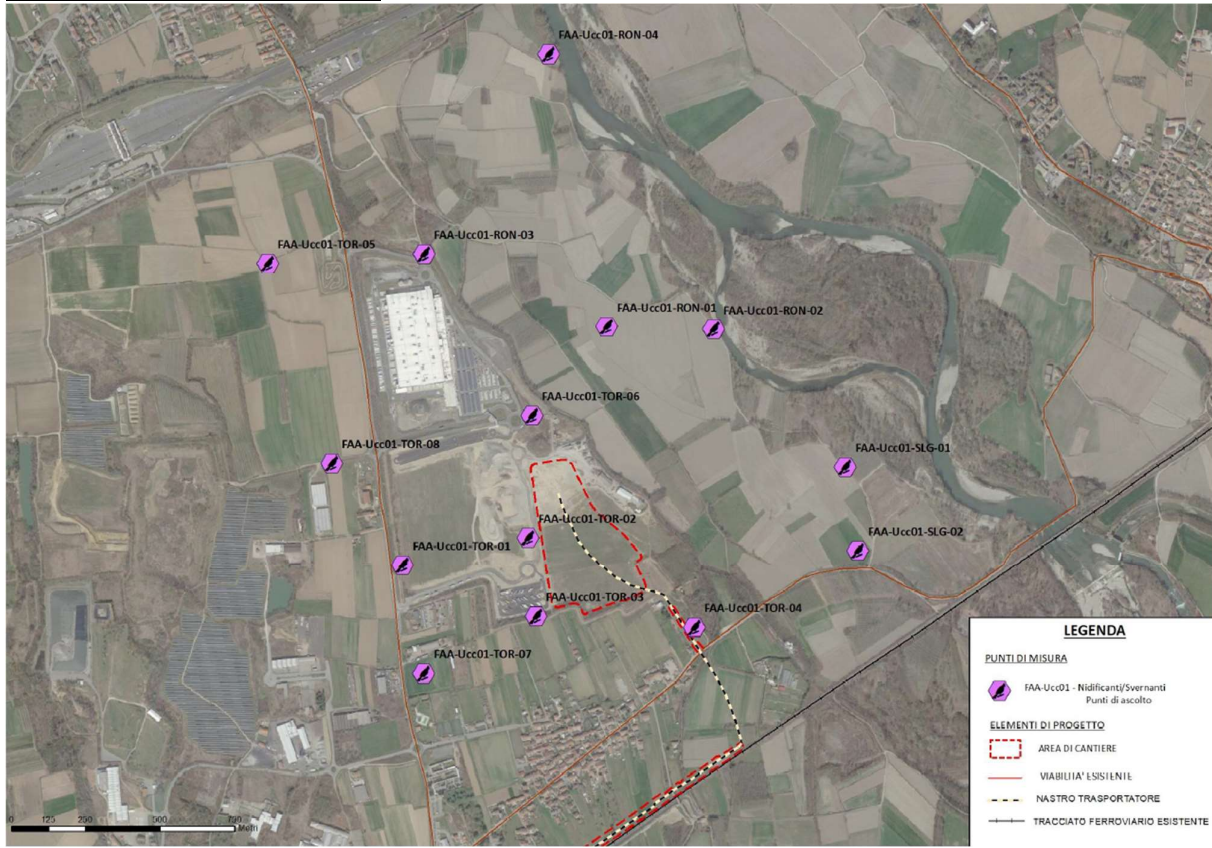 FAA-Ucc01-RON-04
FAA-Ucc01-RON-03
FAA-Ucc01-TOR-05
FAA-Ucc01-RON-01
FAA-Ucc01-RON-02
FAA-Ucc01-TOR-06
FAA-Ucc01-TOR-08
FAA-Ucc01-SLG-01
FAA-Ucc01-TOR-02
FAA-Ucc01-TOR-01
FAA-Ucc01-SLG-02
FAA-Ucc01-TOR-03
FAA-Ucc01-TOR-04
FAA-Ucc01-TOR-07
LEGENDA
PUNTI DI MISURA
FAA-Ucc01 - Nidificanti/Svernanti
Punti di ascolto
ELEMENTI DI PROGETTO
AREA DI CANTIERE
VIABILITA' ESISTENTE
NASTRO TRASPORTATORE
TRACCIATO FERROVIARIO ESISTENTE
0 125 250 500 750
Metri